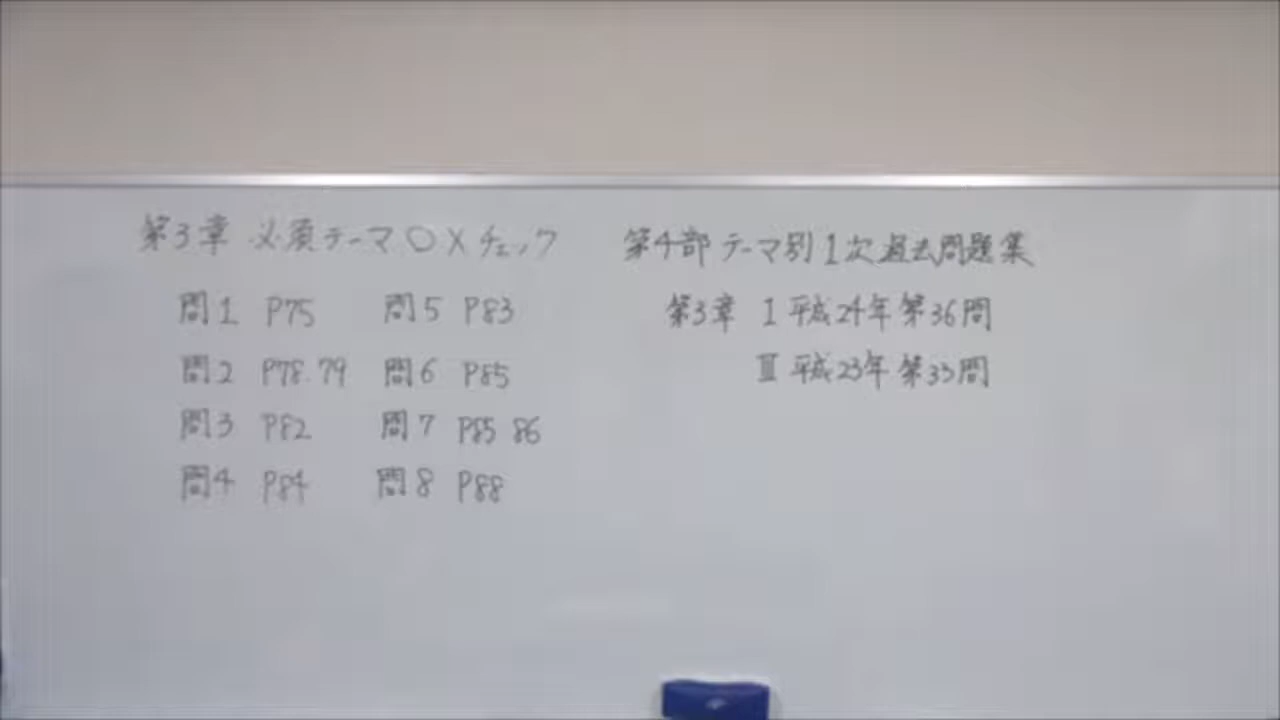 第3章 必須テーマ○×チェック
問1 P75 問5 P83
問2 P78.79 問6 P85
問3 P82 問7 P85 86
問4 P84 問8 P88
第4部 テーマ別1次過去問題集
第3章 Ⅰ 平成24年 第36問
Ⅲ 平成23年 第33問